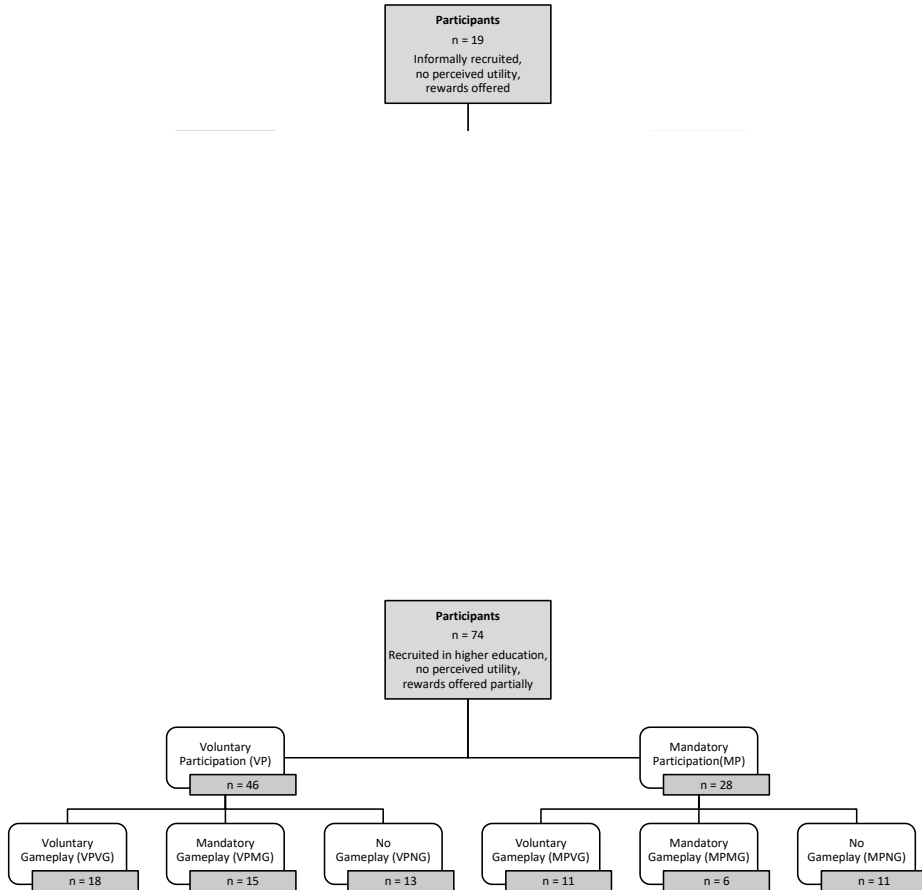 Participants
n = 19
Informally recruited,
no perceived utility,
rewards offered
Participants
n = 74
Recruited in higher education,
no perceived utility,
rewards offered partially
Voluntary
Participation (VP)
n = 46
Mandatory
Participation(MP)
n = 28
Voluntary
Gameplay (VPVG)
n = 18
Mandatory
Gameplay (VPMG)
n = 15
No
Gameplay (VPNG)
n = 13
Voluntary
Gameplay (MPVG)
n = 11
Mandatory
Gameplay (MPMG)
n = 6
No
Gameplay (MPNG)
n = 11